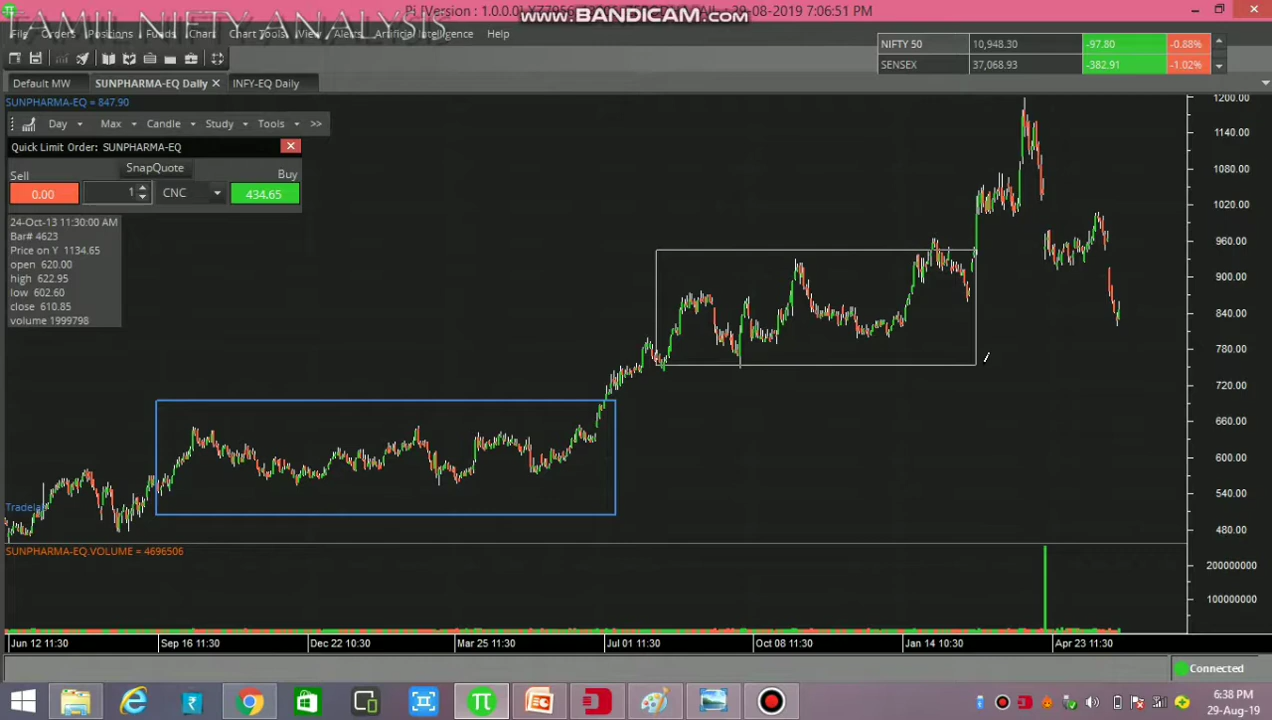 TAMIL NIFTY ANALYSIS
www.BANDICAM.com
Pi [Version : 1.0.0.0] 29-08-2019 7:06:51 PM
File Orders Positions Funds Chart Chart Tools View Alerts Artificial Intelligence Help
NIFTY 50 10,948.30 -97.80 -0.88%
SENSEX 37,068.93 -382.91 -1.02%
Default MW SUNPHARMA-EQ Daily INFY-EQ Daily
SUNPHARMA-EQ = 847.90
Day Max Candle Study Tools >>
Quick Limit Order: SUNPHARMA-EQ
SnapQuote
Sell Buy
0.00 1 CNC 434.65
24-Oct-13 11:30:00 AM
Bar# 4623
Price on Y 1134.65
open 620.00
high 622.95
low 602.60
close 610.85
volume 1999798
1200.00
1140.00
1080.00
1020.00
960.00
900.00
840.00
780.00
720.00
660.00
600.00
540.00
480.00
SUNPHARMA-EQ.VOLUME = 4696506
200000000
100000000
Jun 12 11:30 Sep 16 11:30 Dec 22 10:30 Mar 25 11:30 Jul 01 11:30 Oct 08 11:30 Jan 14 10:30 Apr 23 11:30
Connected
6:38 PM
29-Aug-19